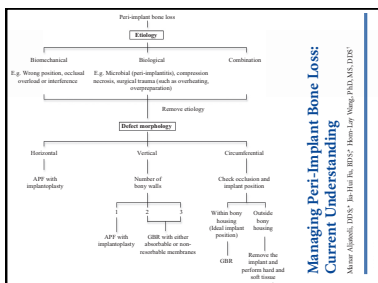 Peri-implant bone loss
Etiology
Biomechanical
Biological
Combination
E.g. Wrong position, occlusal
overload or interference
E.g. Microbial (peri-implantitis), compression
necrosis, surgical trauma (such as overheating,
overpreparation)
Remove etiology
Defect morphology
Horizontal
Vertical
Circumferential
APF with
implantoplasty
Number of
bony walls
Check occlusion and
implant position
1 2 3
APF with
implantoplasty
GBR with either
absorbable or non-
resorbable membranes
Within bony
housing
(Ideal implant
position)
Outside
bony
housing
GBR
Remove the
implant and
perform hard and
soft tissue
Managing Peri-Implant Bone Loss:
Current Understanding
Munar Aljateeli, DDS;* Jia-Hui Fu, BDS;† Hom-Lay Wang, PhD, MS, DDS‡